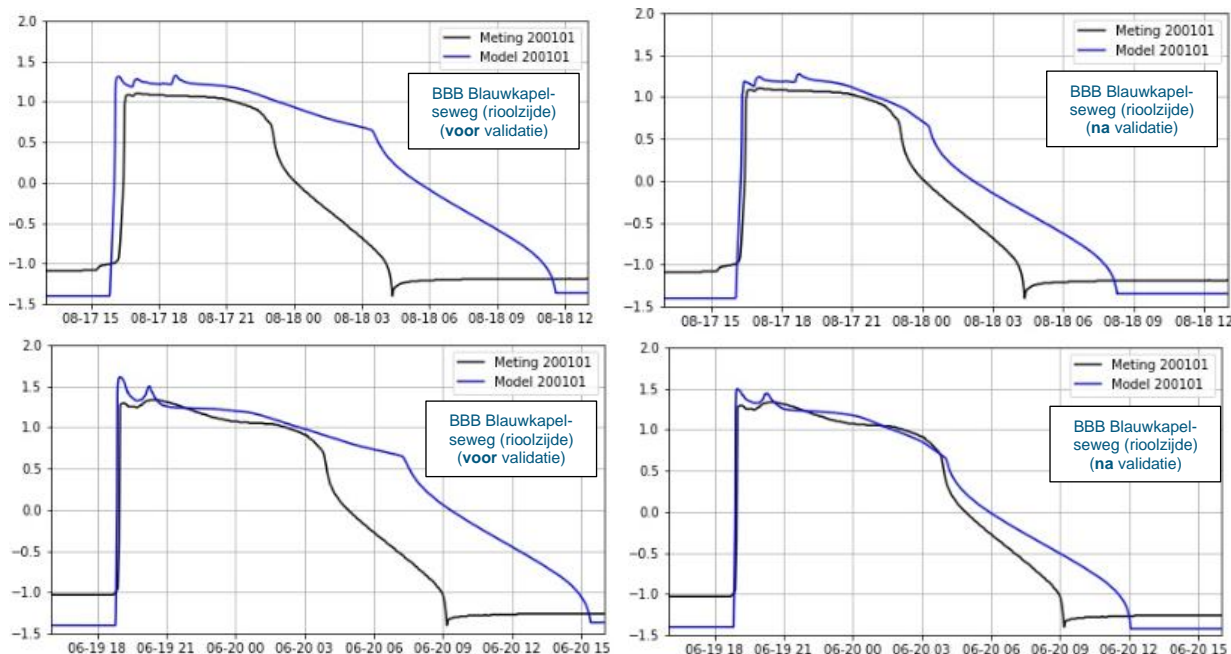 2.0
1.5
1.0
0.5
0.0
−0.5
−1.0
−1.5
Meting 200101
Model 200101
BBB Blauwkapel-
seweg (rioolzijde)
(voor validatie)
08-17 15 08-17 18 08-17 21 08-18 00 08-18 03 08-18 06 08-18 09 08-18 12
2.0
1.5
1.0
0.5
0.0
−0.5
−1.0
−1.5
Meting 200101
Model 200101
BBB Blauwkapel-
seweg (rioolzijde)
(na validatie)
08-17 15 08-17 18 08-17 21 08-18 00 08-18 03 08-18 06 08-18 09 08-18 12
2.0
1.5
1.0
0.5
0.0
−0.5
−1.0
−1.5
Meting 200101
Model 200101
BBB Blauwkapel-
seweg (rioolzijde)
(voor validatie)
06-19 18 06-19 21 06-20 00 06-20 03 06-20 06 06-20 09 06-20 12 06-20 15
2.0
1.5
1.0
0.5
0.0
−0.5
−1.0
−1.5
Meting 200101
Model 200101
BBB Blauwkapel-
seweg (rioolzijde)
(na validatie)
06-19 18 06-19 21 06-20 00 06-20 03 06-20 06 06-20 09 06-20 12 06-20 15